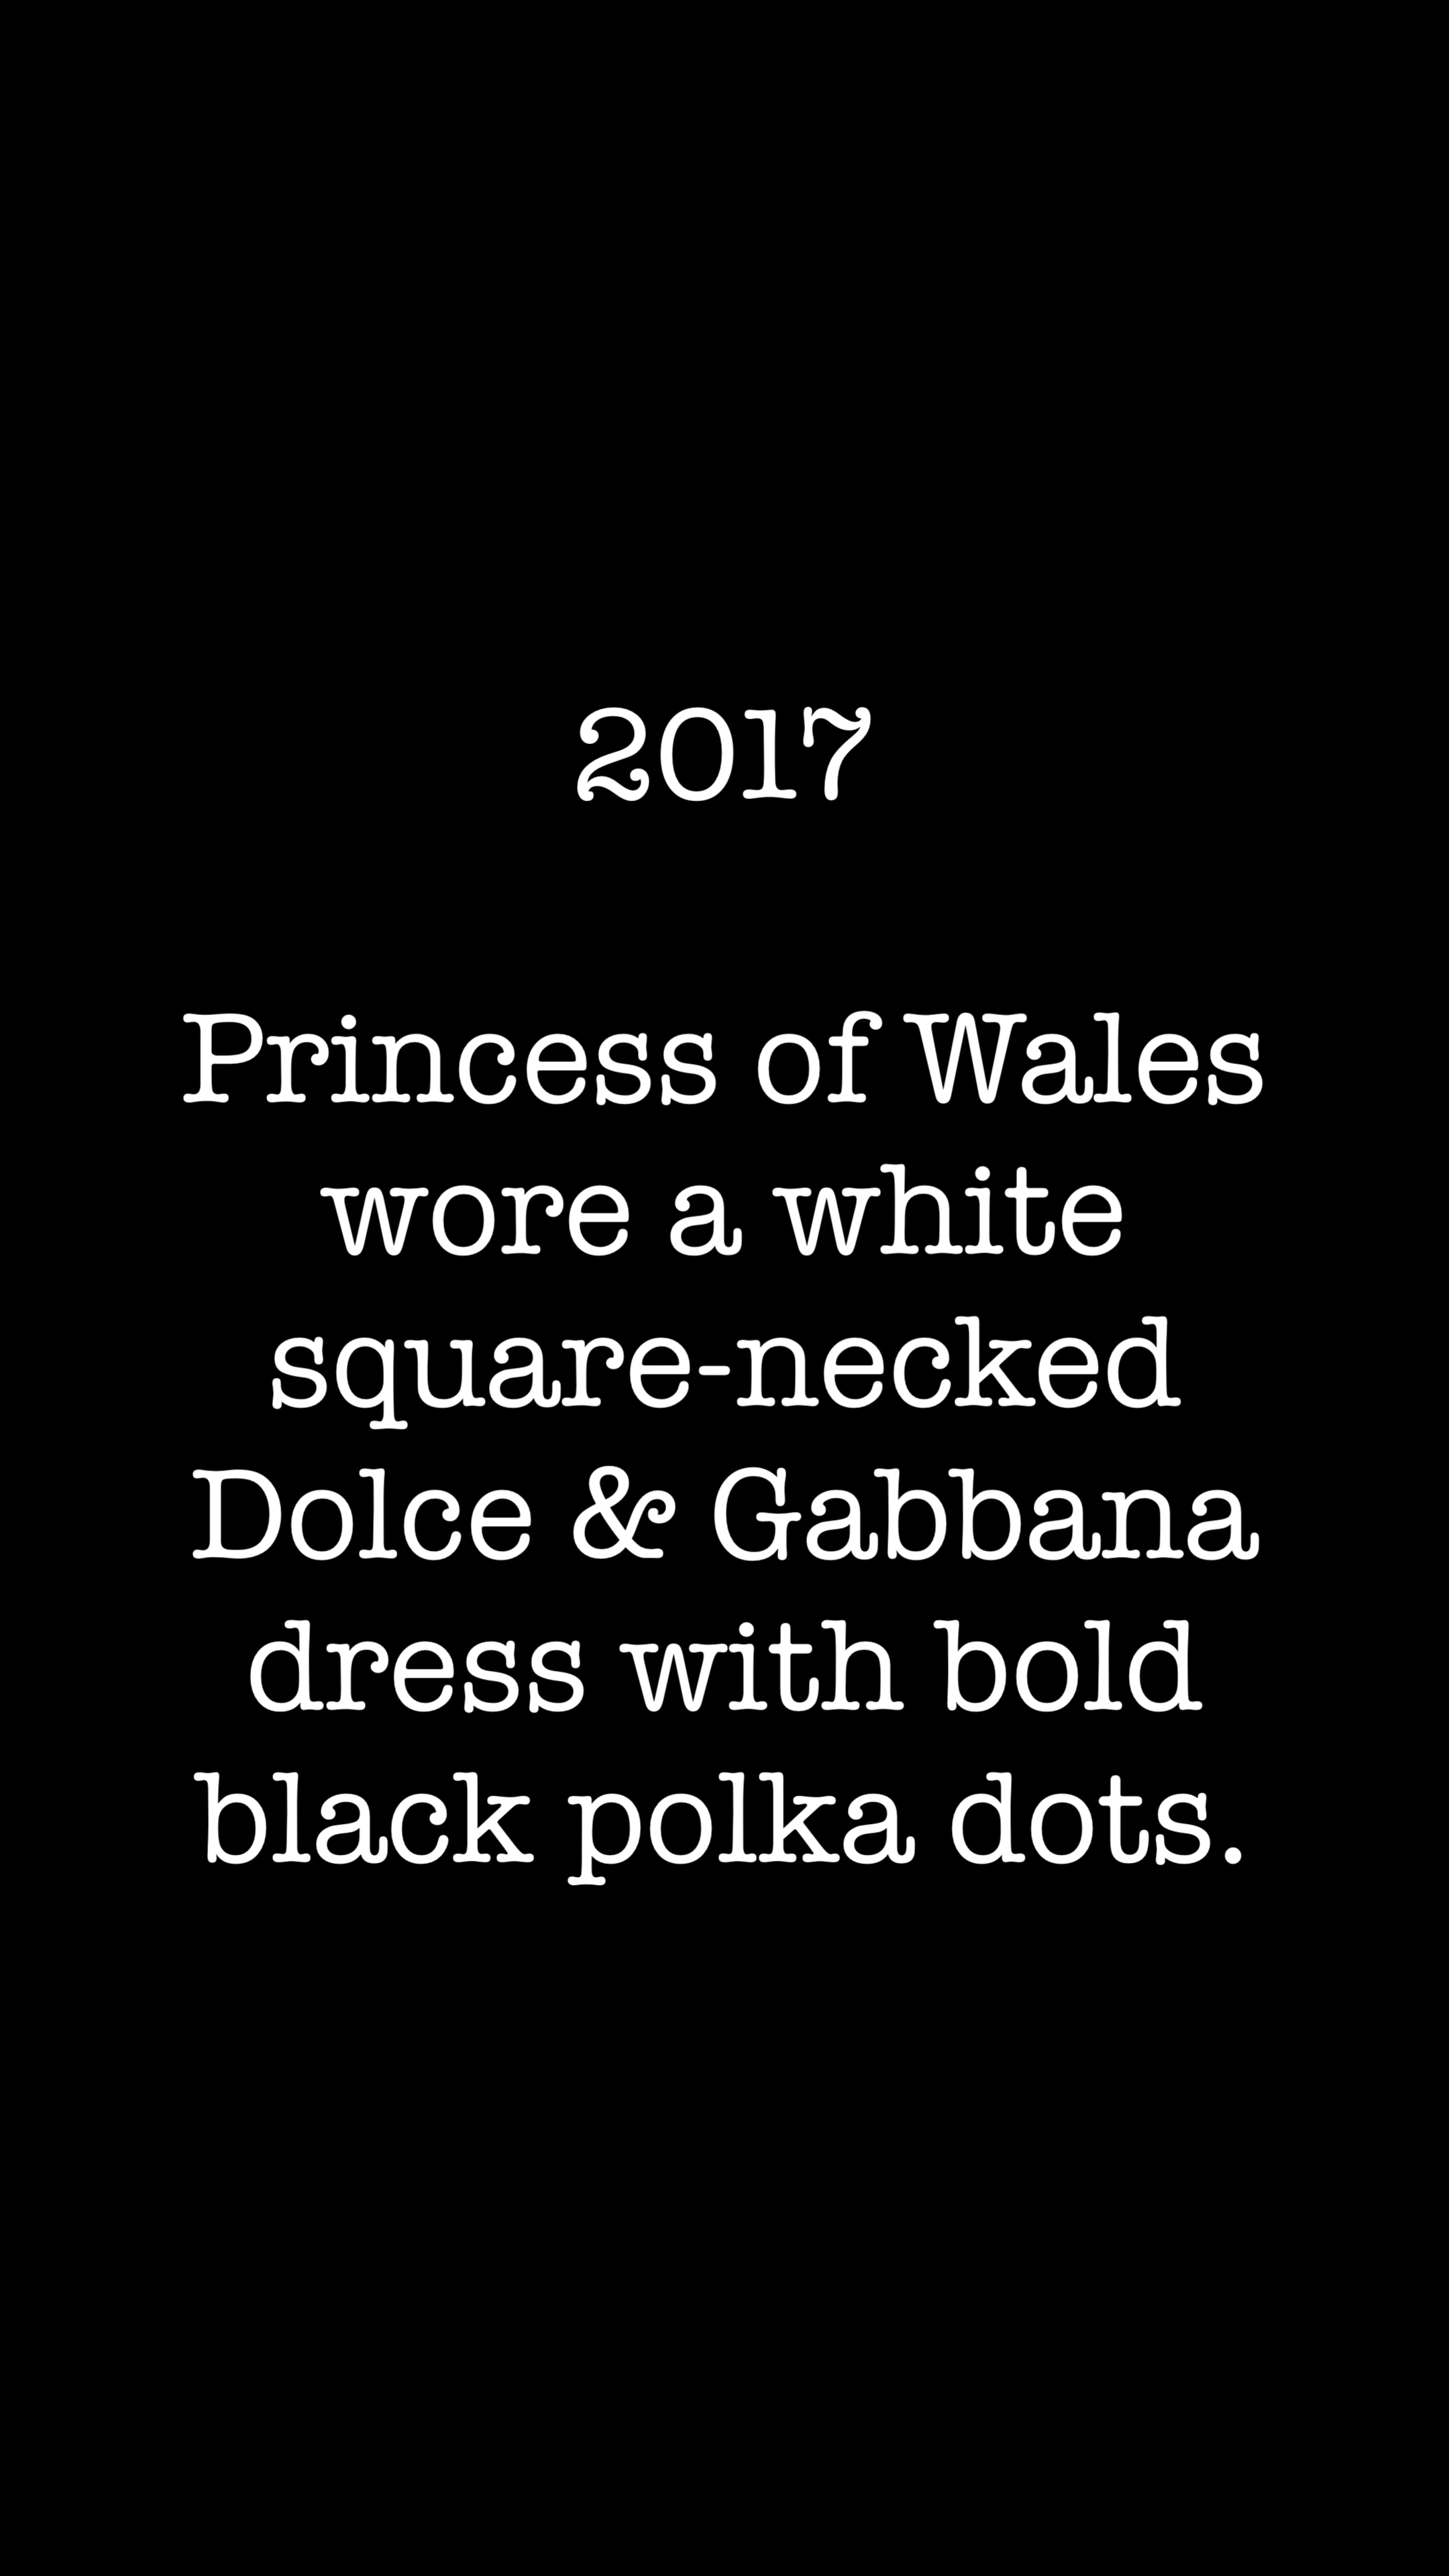 2017
Princess of Wales
wore a white
square-necked
Dolce & Gabbana
dress with bold
black polka dots.